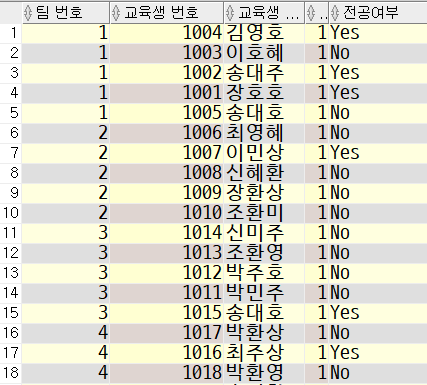 팀 번호 교육생 번호 교육생 ... .. 전공여부
1 1 1004 김영호 1 Yes
2 1 1003 이호혜 1 No
3 1 1002 송대주 1 Yes
4 1 1001 장호호 1 Yes
5 1 1005 송대호 1 No
6 2 1006 최영혜 1 No
7 2 1007 이민상 1 Yes
8 2 1008 신혜환 1 No
9 2 1009 장환상 1 No
10 2 1010 조환미 1 No
11 3 1014 신미주 1 No
12 3 1013 조환영 1 No
13 3 1012 박주호 1 No
14 3 1011 박민주 1 No
15 3 1015 송대호 1 Yes
16 4 1017 박환상 1 No
17 4 1016 최주상 1 Yes
18 4 1018 박환영 1 No